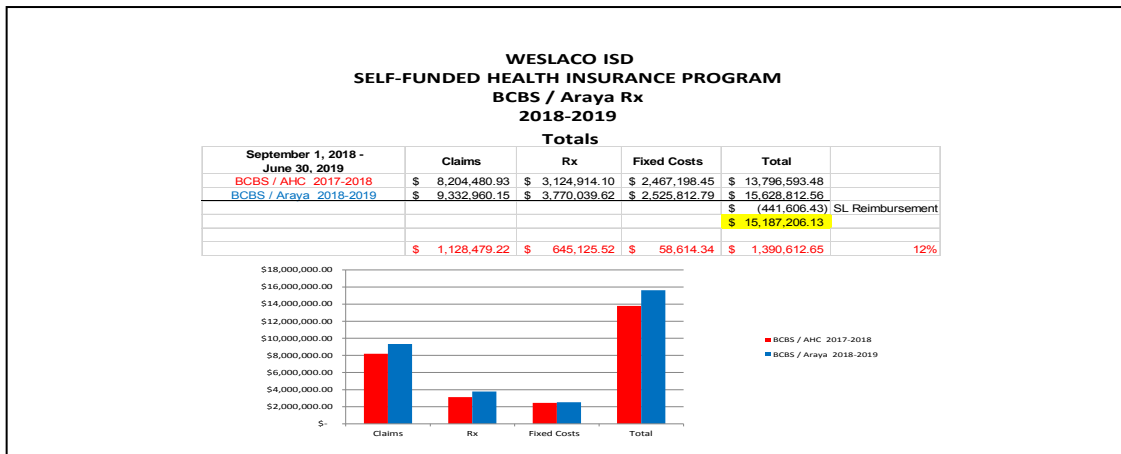 WESLACO ISD
SELF-FUNDED HEALTH INSURANCE PROGRAM
BCBS / Araya Rx
2018-2019
Totals
September 1, 2018 - June 30, 2019 Claims Rx Fixed Costs Total
BCBS / AHC 2017-2018 $ 8,204,480.93 $ 3,124,914.10 $ 2,467,198.45 $ 13,796,593.48
BCBS / Araya 2018-2019 $ 9,332,960.15 $ 3,770,039.62 $ 2,525,812.79 $ 15,628,812.56
$ (441,606.43) SL Reimbursement
$ 15,187,206.13
$ 1,128,479.22 $ 645,125.52 $ 58,614.34 $ 1,390,612.65 12%
$18,000,000.00
$16,000,000.00
$14,000,000.00
$12,000,000.00
$10,000,000.00
$8,000,000.00
$6,000,000.00
$4,000,000.00
$2,000,000.00
$-
Claims Rx Fixed Costs Total
BCBS / AHC 2017-2018
BCBS / Araya 2018-2019